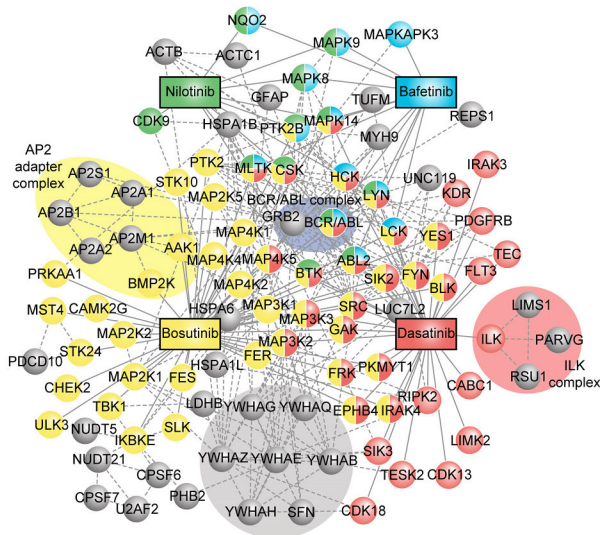 NQO2
MAPK9
MAPKAPK3
ACTB
ACTC1
MAPK8
Nilotinib
Bafetinib
GFAP
TUFM
CDK9
HSPA1B
MAPK14
REPS1
PTK2B
MYH9
AP2
adapter
complex
PTK2
IRAK3
AP2S1
STK10
MLTK
CSK
HCK
UNC119
KDR
AP2A1
MAP2K5
BCR/ABL complex
LYN
AP2B1
GRB2
BCR/ABL
PDGFRB
AP2M1
MAP4K1
LCK
YES1
AP2A2
AAK1
TEC
PRKAA1
MAP4K4
MAP4K5
ABL2
FYN
FLT3
BMP2K
MAP4K2
BTK
SIK2
BLK
MST4
CAMK2G
HSPA6
MAP3K1
SRC
LUC7L2
LIMS1
MAP2K2
Bosutinib
MAP3K3
GAK
Dasatinib
ILK
PARVG
PDCD10
STK24
MAP3K2
RSU1
ILK
complex
FER
HSPA1L
FRK
PKMYT1
CHEK2
MAP2K1
FES
CABC1
RIPK2
TBK1
LDHB
YWHAG
YWHAQ
EPHB4
IRAK4
ULK3
SLK
NUDT5
IKBKE
LIMK2
NUDT21
YWHAZ
YWHAE
YWHAB
SIK3
CPSF6
TESK2
CDK13
CPSF7
U2AF2
PHB2
YWHAH
SFN
CDK18